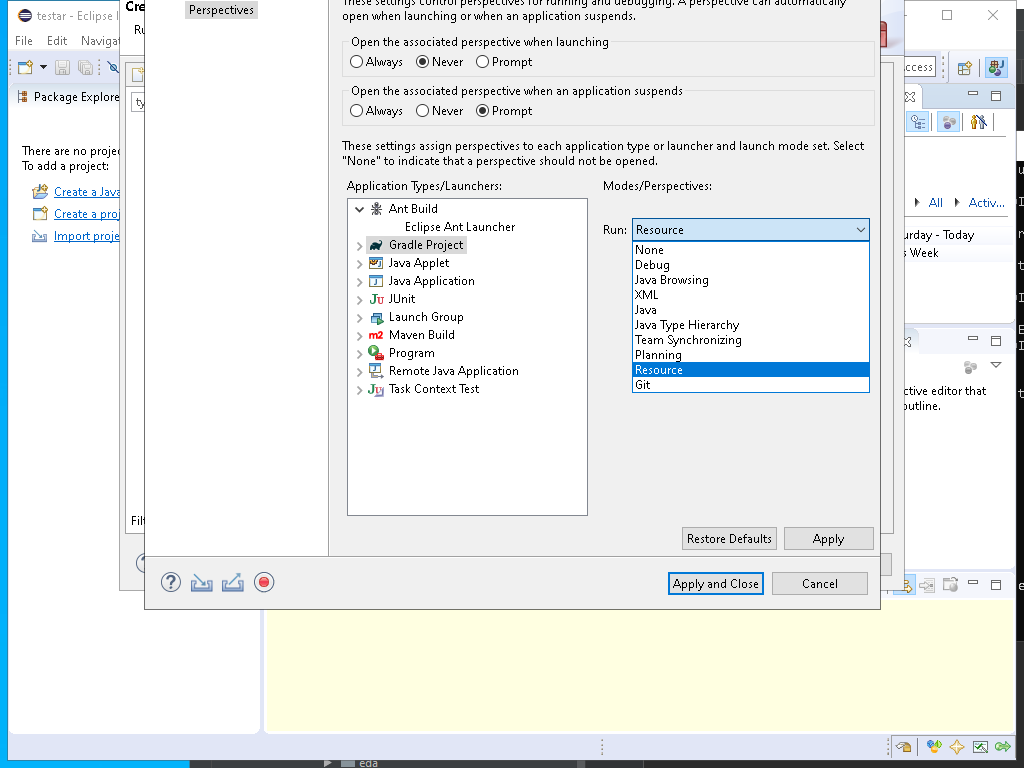 testar - Eclipse
Cre
Perspectives
These settings control perspectives for running and debugging. A perspective can automatically
open when launching or when an application suspends.
File Edit Navigat
Ru
Open the associated perspective when launching
Always Never Prompt
ccess
Package Explore
ty
Open the associated perspective when an application suspends
Always Never Prompt
There are no projec
To add a project:
Create a Java
Create a proj
Import proje
These settings assign perspectives to each application type or launcher and launch mode set. Select
"None" to indicate that a perspective should not be opened.
Application Types/Launchers:
Modes/Perspectives:
Ant Build
Eclipse Ant Launcher
Gradle Project
Java Applet
Java Application
JUnit
Launch Group
Maven Build
Program
Remote Java Application
Task Context Test
Run: Resource
None
Debug
Java Browsing
XML
Java
Java Type Hierarchy
Team Synchronizing
Planning
Resource
Git
All Activ...
urday - Today
s Week
ctive editor that
outline.
Filt
Restore Defaults Apply
Apply and Close Cancel
eda